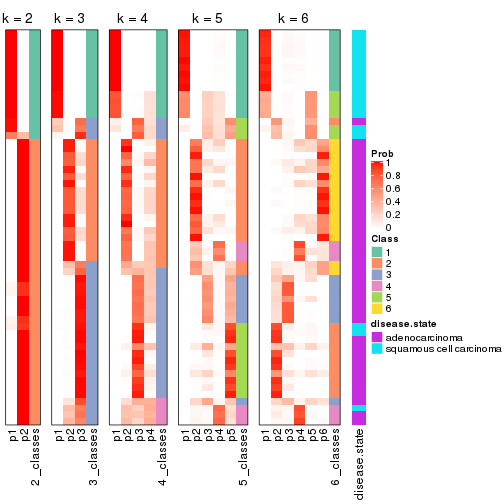 k = 2
k = 3
k = 4
k = 5
k = 6
p1
p2
2_classes
p1
p2
p3
3_classes
p1
p2
p3
p4
4_classes
p1
p2
p3
p4
p5
5_classes
p1
p2
p3
p4
p5
p6
6_classes
disease.state
Prob
1
0.8
0.6
0.4
0.2
0
Class
1
2
3
4
5
6
disease.state
adenocarcinoma
squamous cell carcinoma